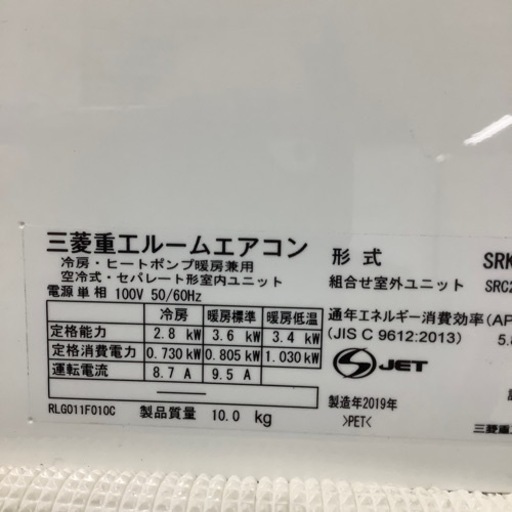 三菱重工ルームエアコン
冷房・ヒートポンプ暖房兼用
空冷式・セパレート形室内ユニット
電源 単相 100V 50/60Hz
冷房 暖房標準 暖房低温
定格能力 2.8 kW 3.6 kW 3.4 kW
定格消費電力 0.730 kW 0.805 kW 1.030 kW
運転電流 8.7 A 9.5 A
RLG011F010C 製品質量 10.0 kg
形式 SRK
組合せ室外ユニット SRC2
通年エネルギー消費効率(AP
(JIS C 9612:2013) 5.8
JET
製造年2019年
>PET<
三菱重工